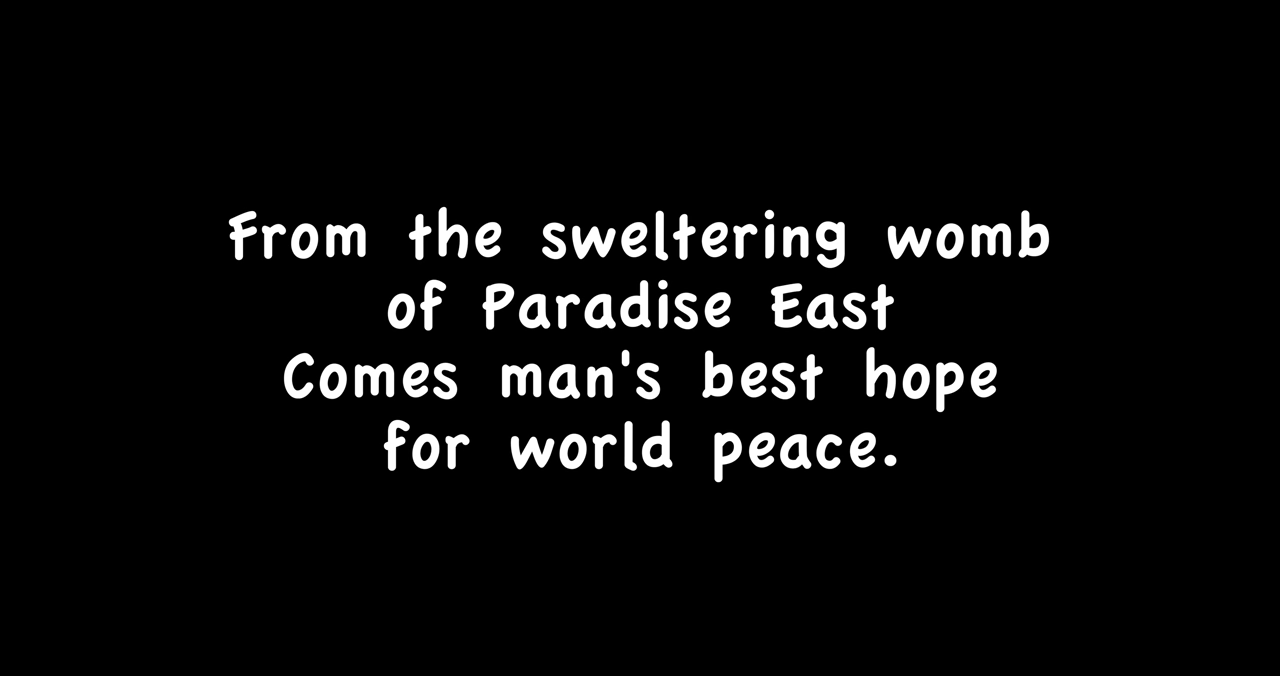 From the sweltering womb
of Paradise East
Comes man's best hope
for world peace.